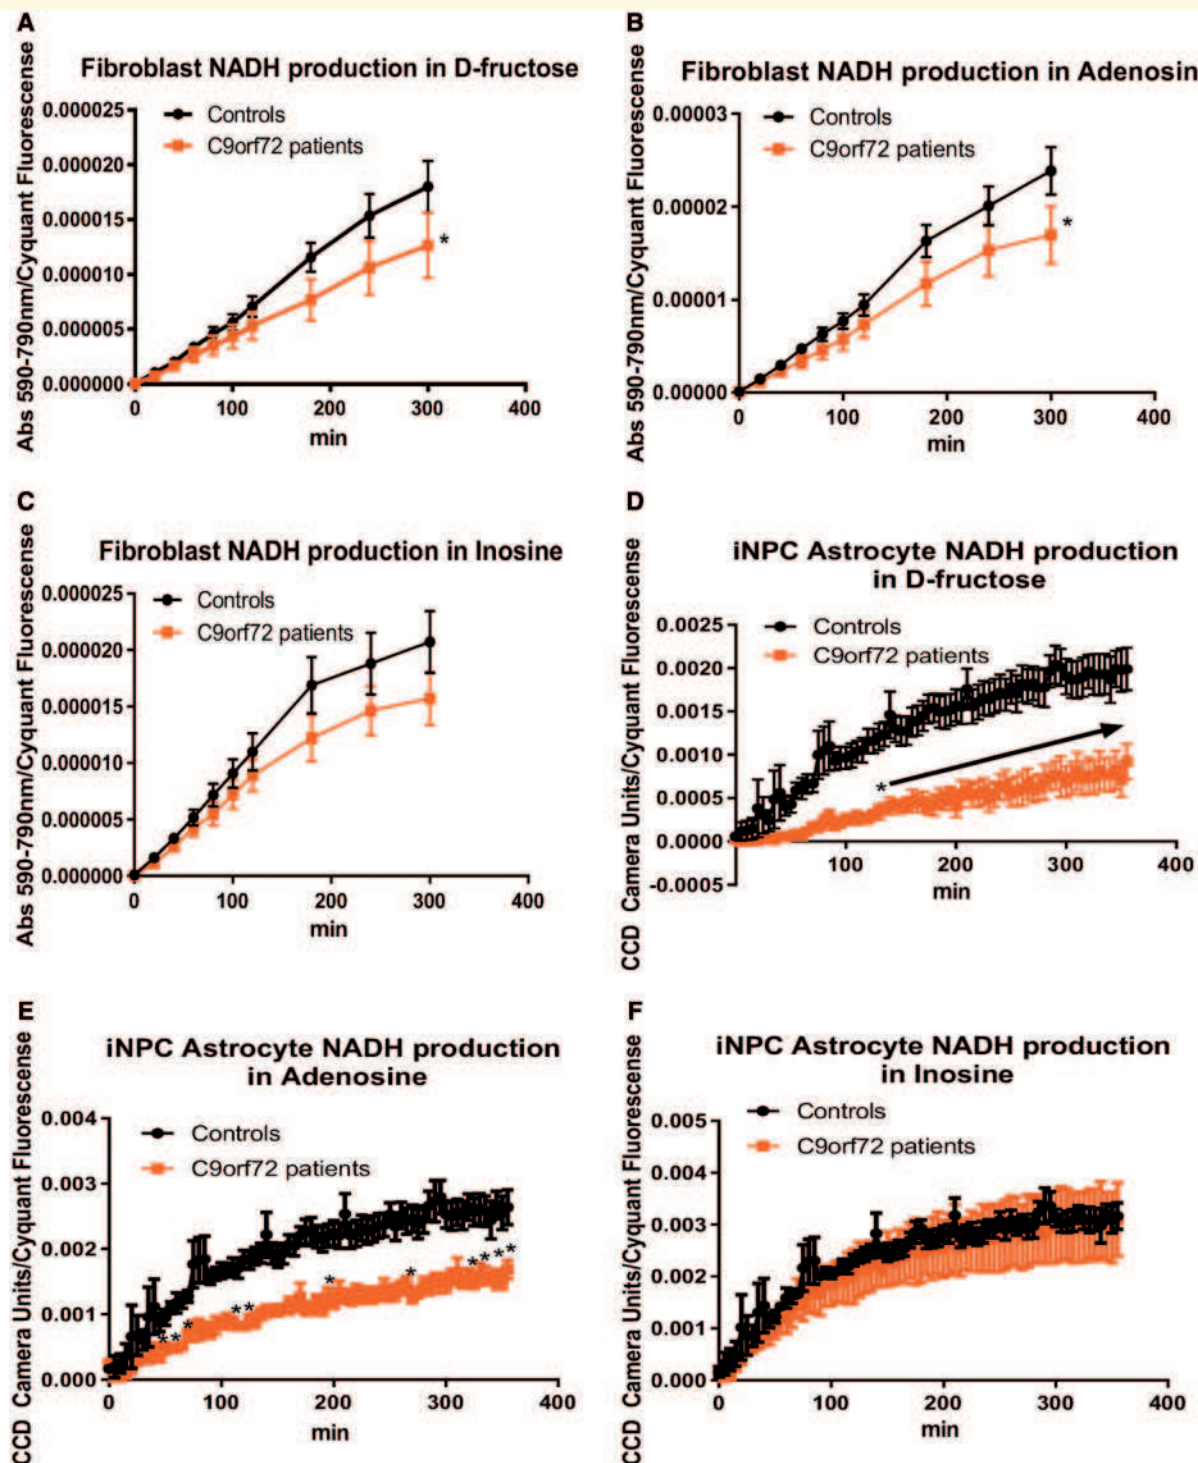 A
Fibroblast NADH production in D-fructose
Abs 590-790nm/Cyquant Fluorescense
Controls
C9orf72 patients
0.000025
0.000020
0.000015
0.000010
0.000005
0.000000
*
0 100 200 300 400
min
B
Fibroblast NADH production in Adenosin
Abs 590-790nm/Cyquant Fluorescense
Controls
C9orf72 patients
0.00003
0.00002
0.00001
0.00000
*
0 100 200 300 400
min
C
Fibroblast NADH production in Inosine
Abs 590-790nm/Cyquant Fluorescense
Controls
C9orf72 patients
0.000025
0.000020
0.000015
0.000010
0.000005
0.000000
0 100 200 300 400
min
D
iNPC Astrocyte NADH production
in D-fructose
CCD Camera Units/Cyquant Fluorescense
Controls
C9orf72 patients
0.0025
0.0020
0.0015
0.0010
0.0005
0.0000
-0.0005
*
100 200 300 400
min
E
iNPC Astrocyte NADH production
in Adenosine
CCD Camera Units/Cyquant Fluorescense
Controls
C9orf72 patients
0.004
0.003
0.002
0.001
0.000
* * * * * * * * * * *
0 100 200 300 400
min
F
iNPC Astrocyte NADH production
in Inosine
CCD Camera Units/Cyquant Fluorescense
Controls
C9orf72 patients
0.005
0.004
0.003
0.002
0.001
0.000
0 100 200 300 400
min